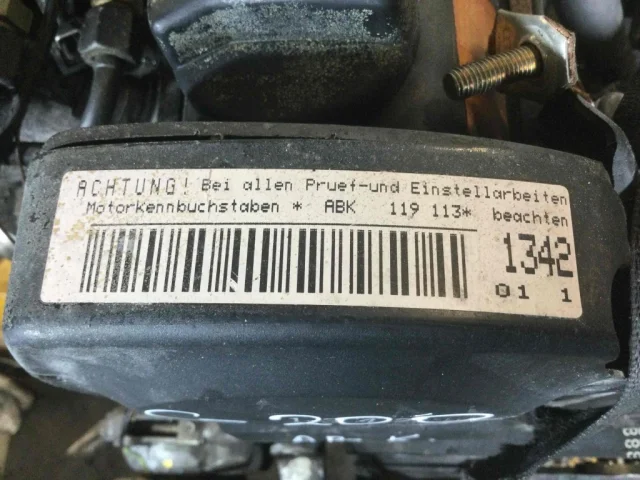 ACHTUNG! Bei allen Pruef-und Einstellarbeiten
Motorkennbuchstaben * ABK 119 113* beachten
1342
01 1